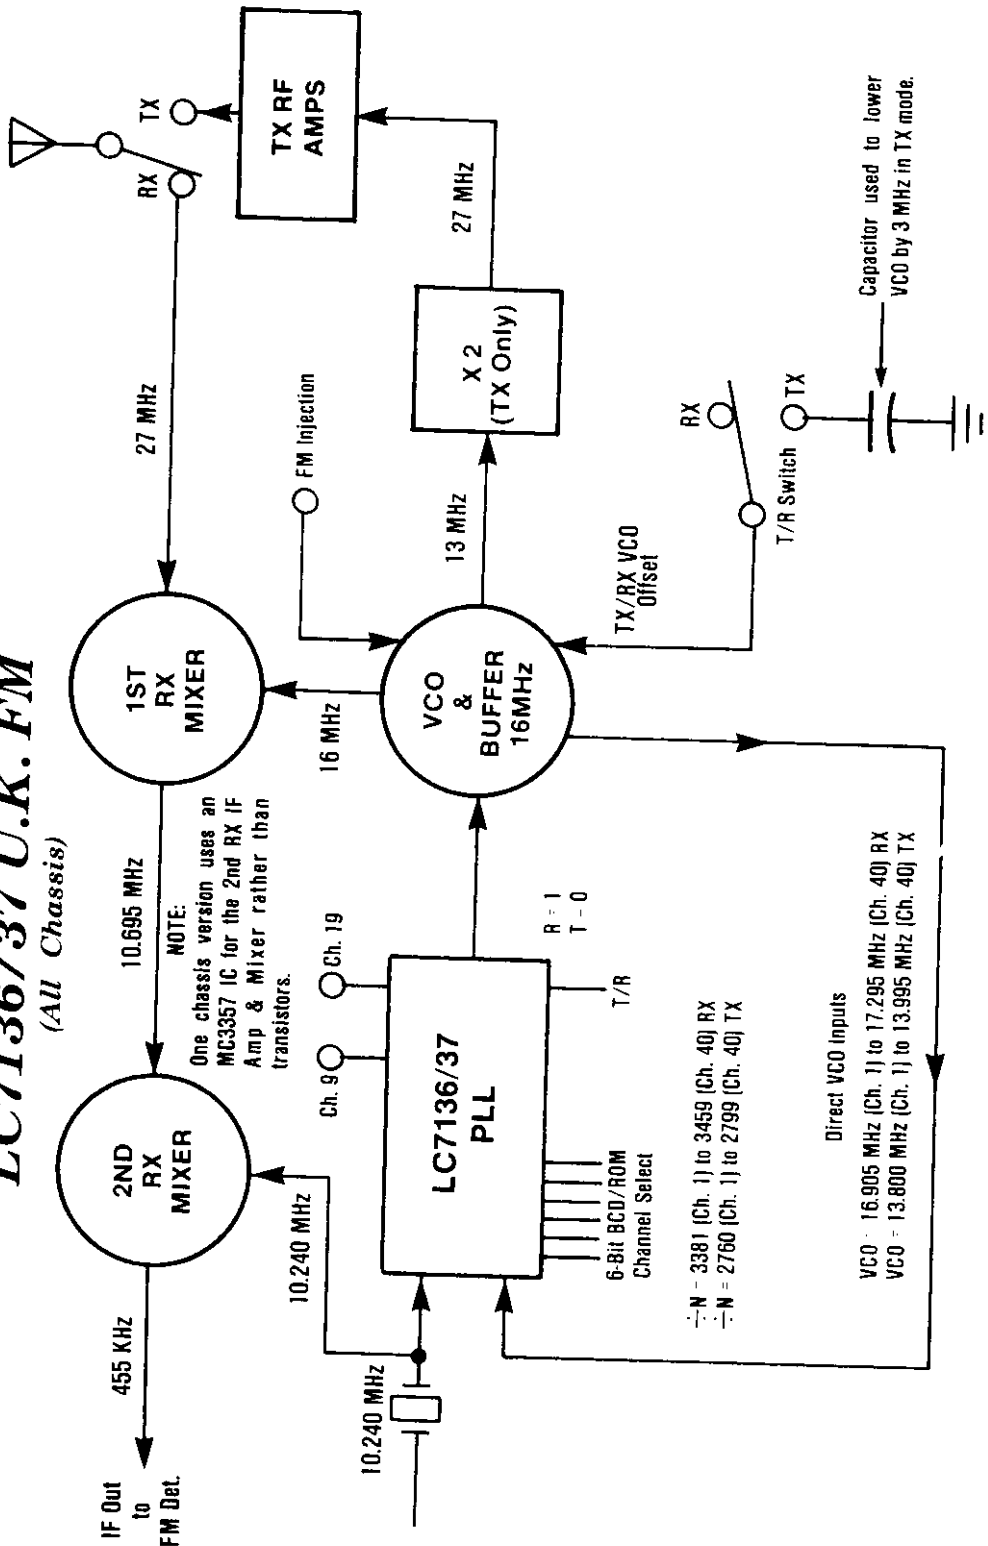 LC7136/37 U.K. FM
(All Chassis)
IF Out
to
FM Det.
455 KHz
2ND
RX
MIXER
10.695 MHz
1ST
RX
MIXER
27 MHz
RX
TX
NOTE:
One chassis version uses an
MC3357 IC for the 2nd RX IF
Amp & Mixer rather than
transistors.
10.240 MHz
16 MHz
FM Injection
TX RF
AMPS
10.240 MHz
Ch. 9
Ch. 19
LC7136/37
PLL
VCO
&
BUFFER
16MHz
13 MHz
X 2
(TX Only)
27 MHz
6-Bit BCD/ROM
Channel Select
T/R
R = 1
T - 0
TX/RX VCO
Offset
RX
TX
T/R Switch
Capacitor used to lower
VCO by 3 MHz in TX mode.
÷N - 3381 (Ch. 1) to 3459 (Ch. 40) RX
÷N = 2760 (Ch. 1) to 2799 (Ch. 40) TX
Direct VCO Inputs
VCO - 16.905 MHz (Ch. 1) to 17.295 MHz (Ch. 40) RX
VCO = 13.800 MHz (Ch. 1) to 13.995 MHz (Ch. 40) TX